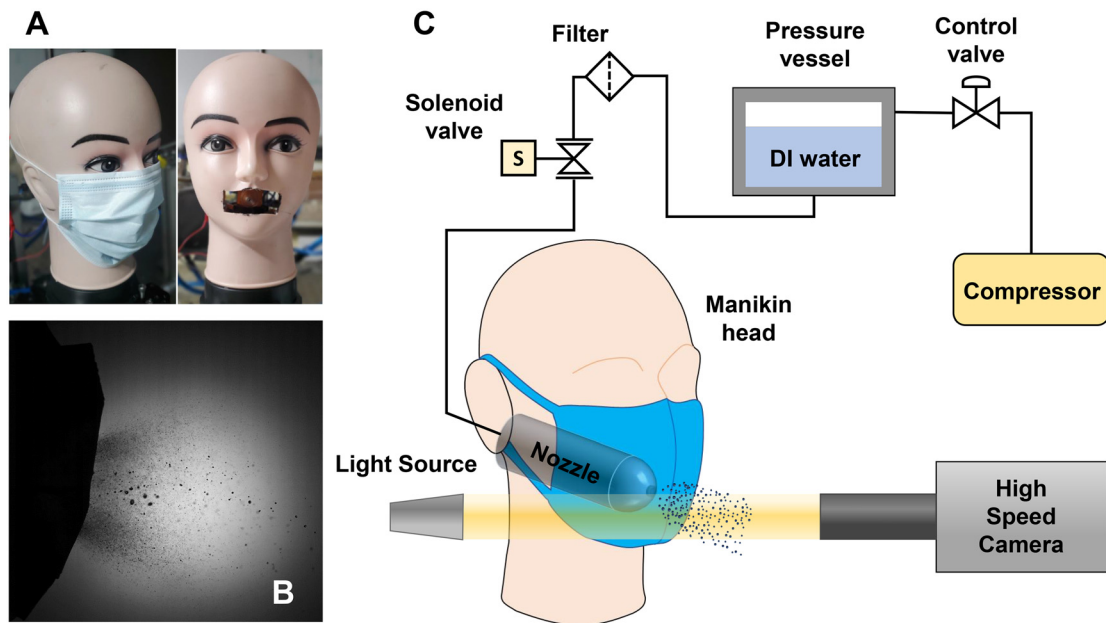 A
B
C
Filter
Pressure
vessel
Control
valve
Solenoid
valve
S
DI water
Compressor
Manikin
head
Nozzle
Light Source
High
Speed
Camera